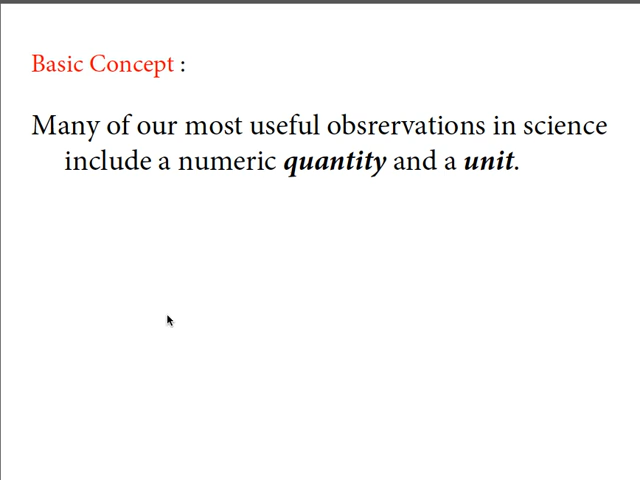 Basic Concept :
Many of our most useful obsrervations in science
include a numeric quantity and a unit.